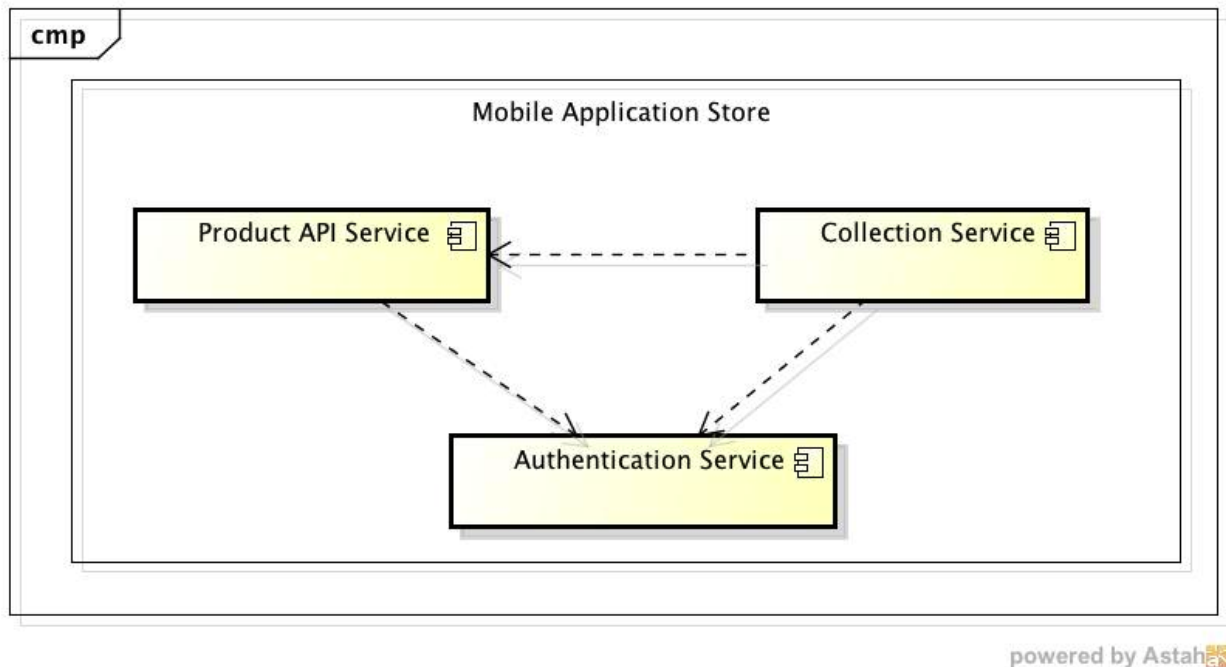 cmp
Mobile Application Store
Product API Service
Collection Service
Authentication Service
powered by Astah